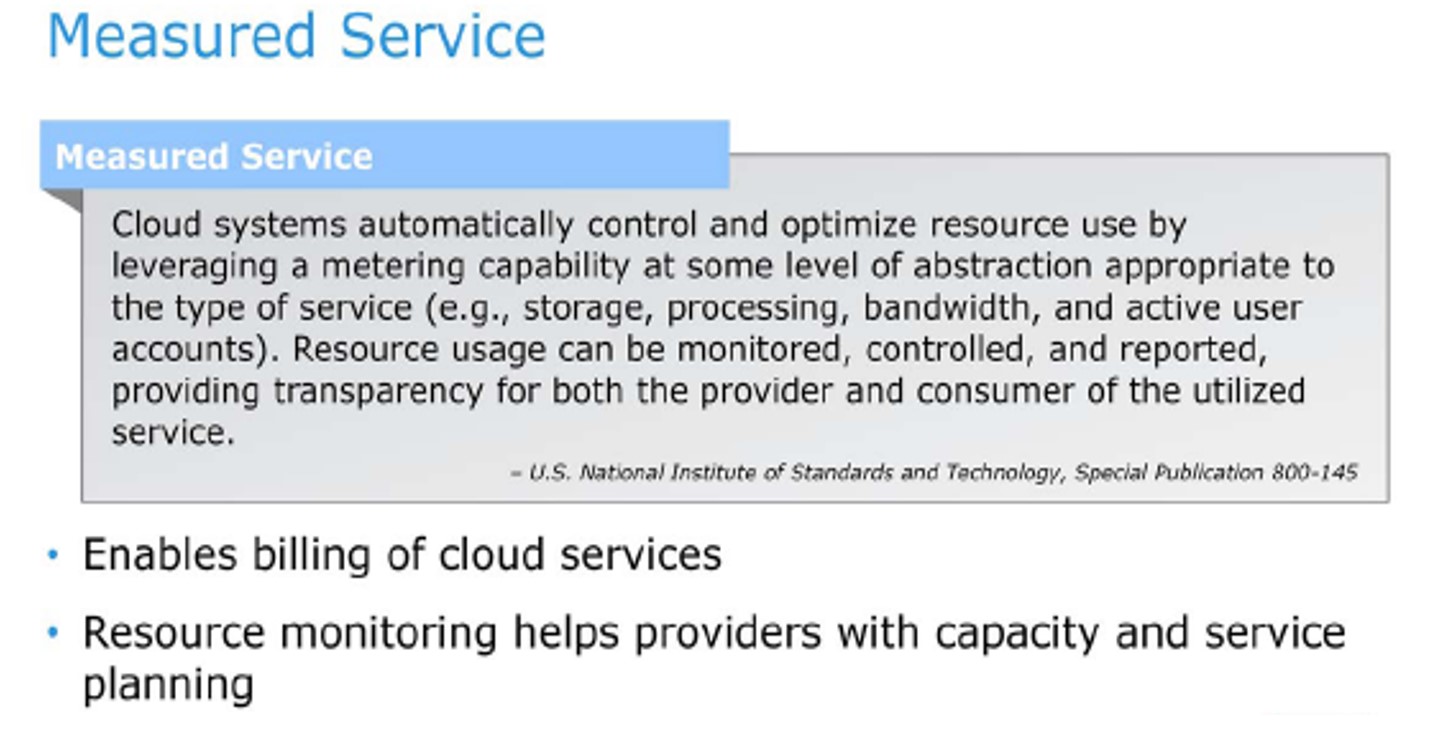 Measured Service
Measured Service
Cloud systems automatically control and optimize resource use by
leveraging a metering capability at some level of abstraction appropriate to
the type of service (e.g., storage, processing, bandwidth, and active user
accounts). Resource usage can be monitored, controlled, and reported,
providing transparency for both the provider and consumer of the utilized
service.
– U.S. National Institute of Standards and Technology, Special Publication 800-145
• Enables billing of cloud services
• Resource monitoring helps providers with capacity and service
planning